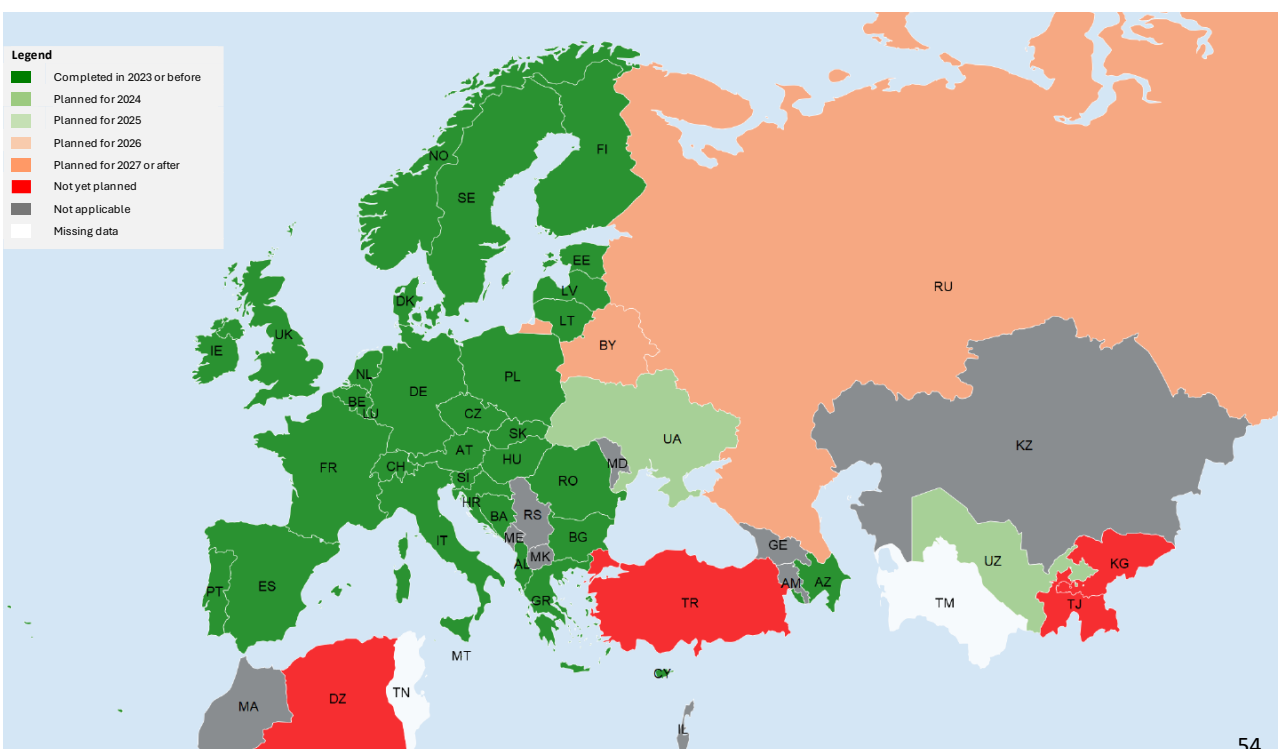 Legend
Completed in 2023 or before
Planned for 2024
Planned for 2025
Planned for 2026
Planned for 2027 or after
Not yet planned
Not applicable
Missing data
NO
FI
SE
EE
RU
LV
DK
LT
UK
BY
IE
NL
PL
DE
BE
LU
CZ
SK
UA
KZ
AT
HU
MD
FR
CH
SI
RO
HR
BA
RS
ME
BG
IT
GE
MK
AL
UZ
KG
AM
AZ
ES
PT
GR
TR
TM
TJ
MT
CY
TN
DZ
MA
IL
54